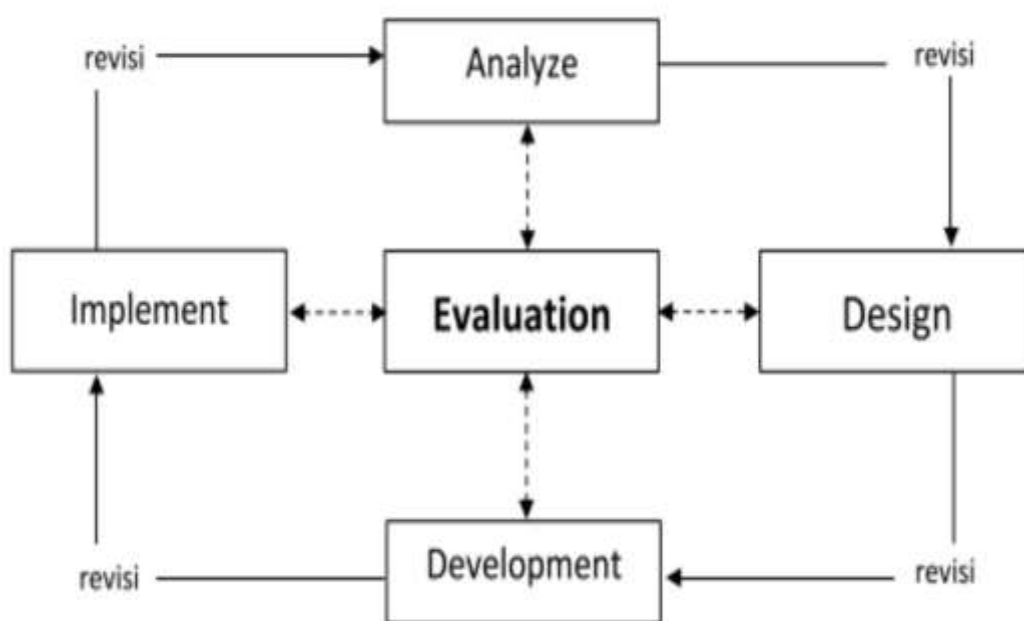 revisi
Analyze
revisi
Implement
Evaluation
Design
revisi
Development
revisi